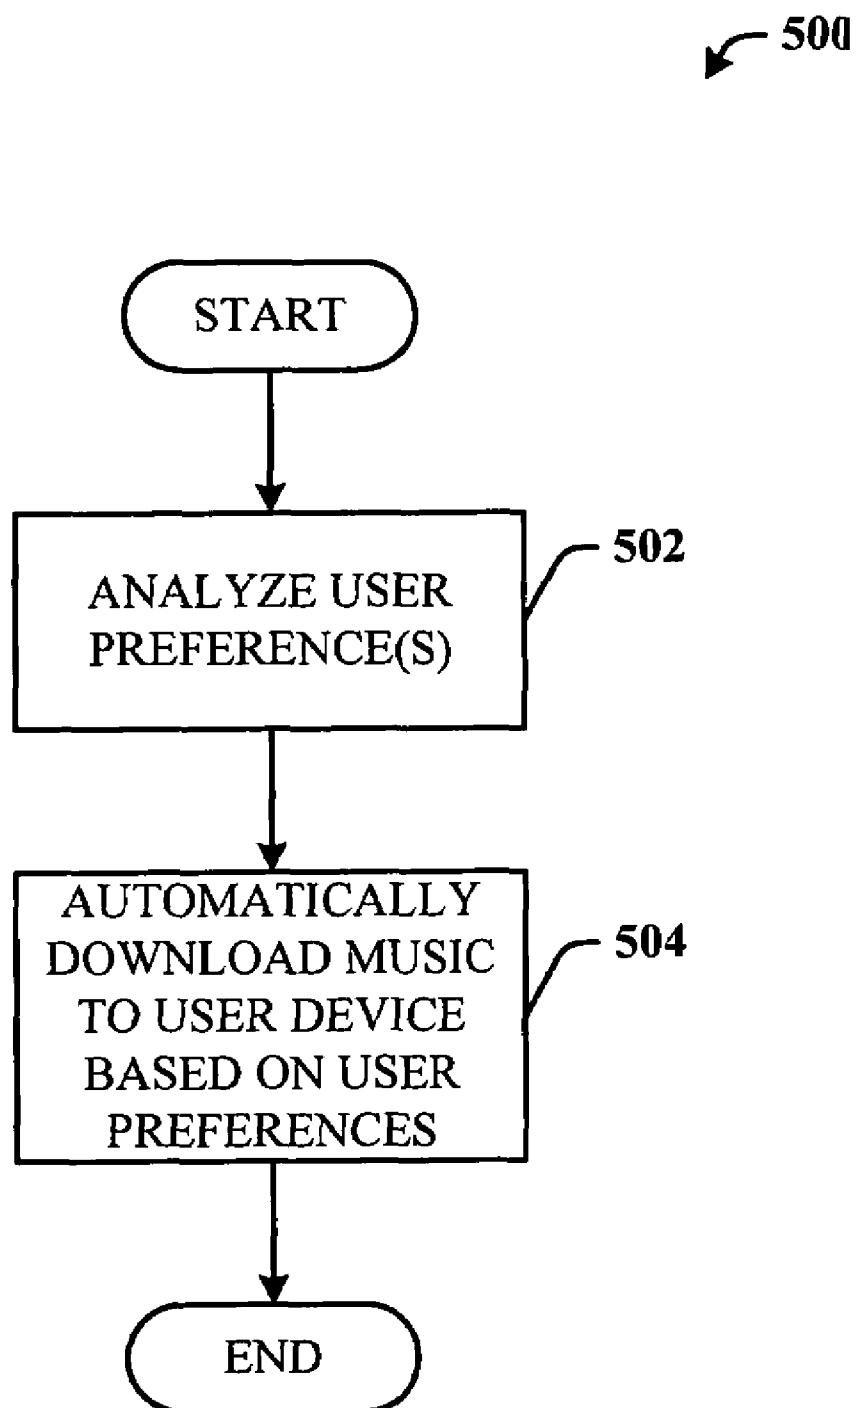 500
START
ANALYZE USER
PREFERENCE(S)
502
AUTOMATICALLY
DOWNLOAD MUSIC
TO USER DEVICE
BASED ON USER
PREFERENCES
504
END